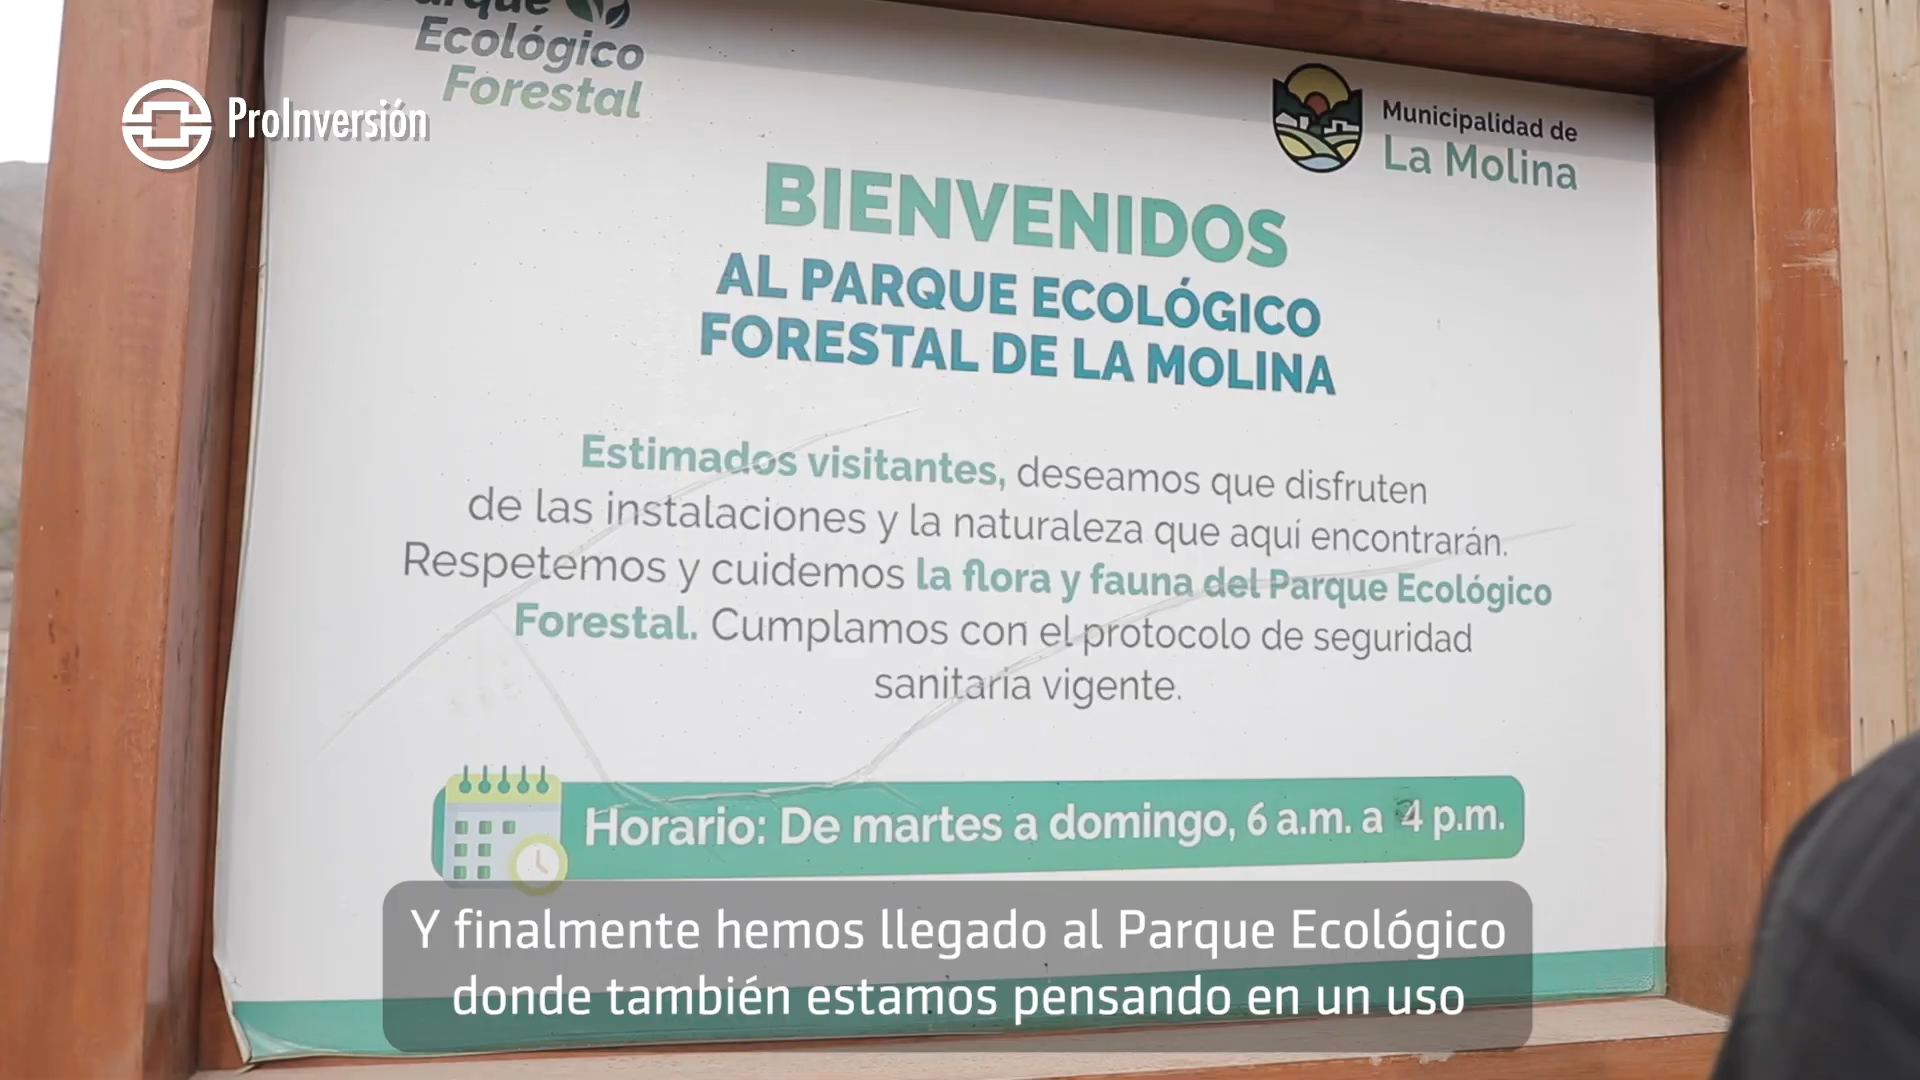 Parque
Ecológico
Forestal
ProInversión
Municipalidad de
La Molina
BIENVENIDOS
AL PARQUE ECOLÓGICO
FORESTAL DE LA MOLINA
Estimados visitantes, deseamos que disfruten
de las instalaciones y la naturaleza que aquí encontrarán.
Respetemos y cuidemos la flora y fauna del Parque Ecológico
Forestal. Cumplamos con el protocolo de seguridad
sanitaria vigente.
Horario: De martes a domingo, 6 a.m. a 4 p.m.
Y finalmente hemos llegado al Parque Ecológico
donde también estamos pensando en un uso